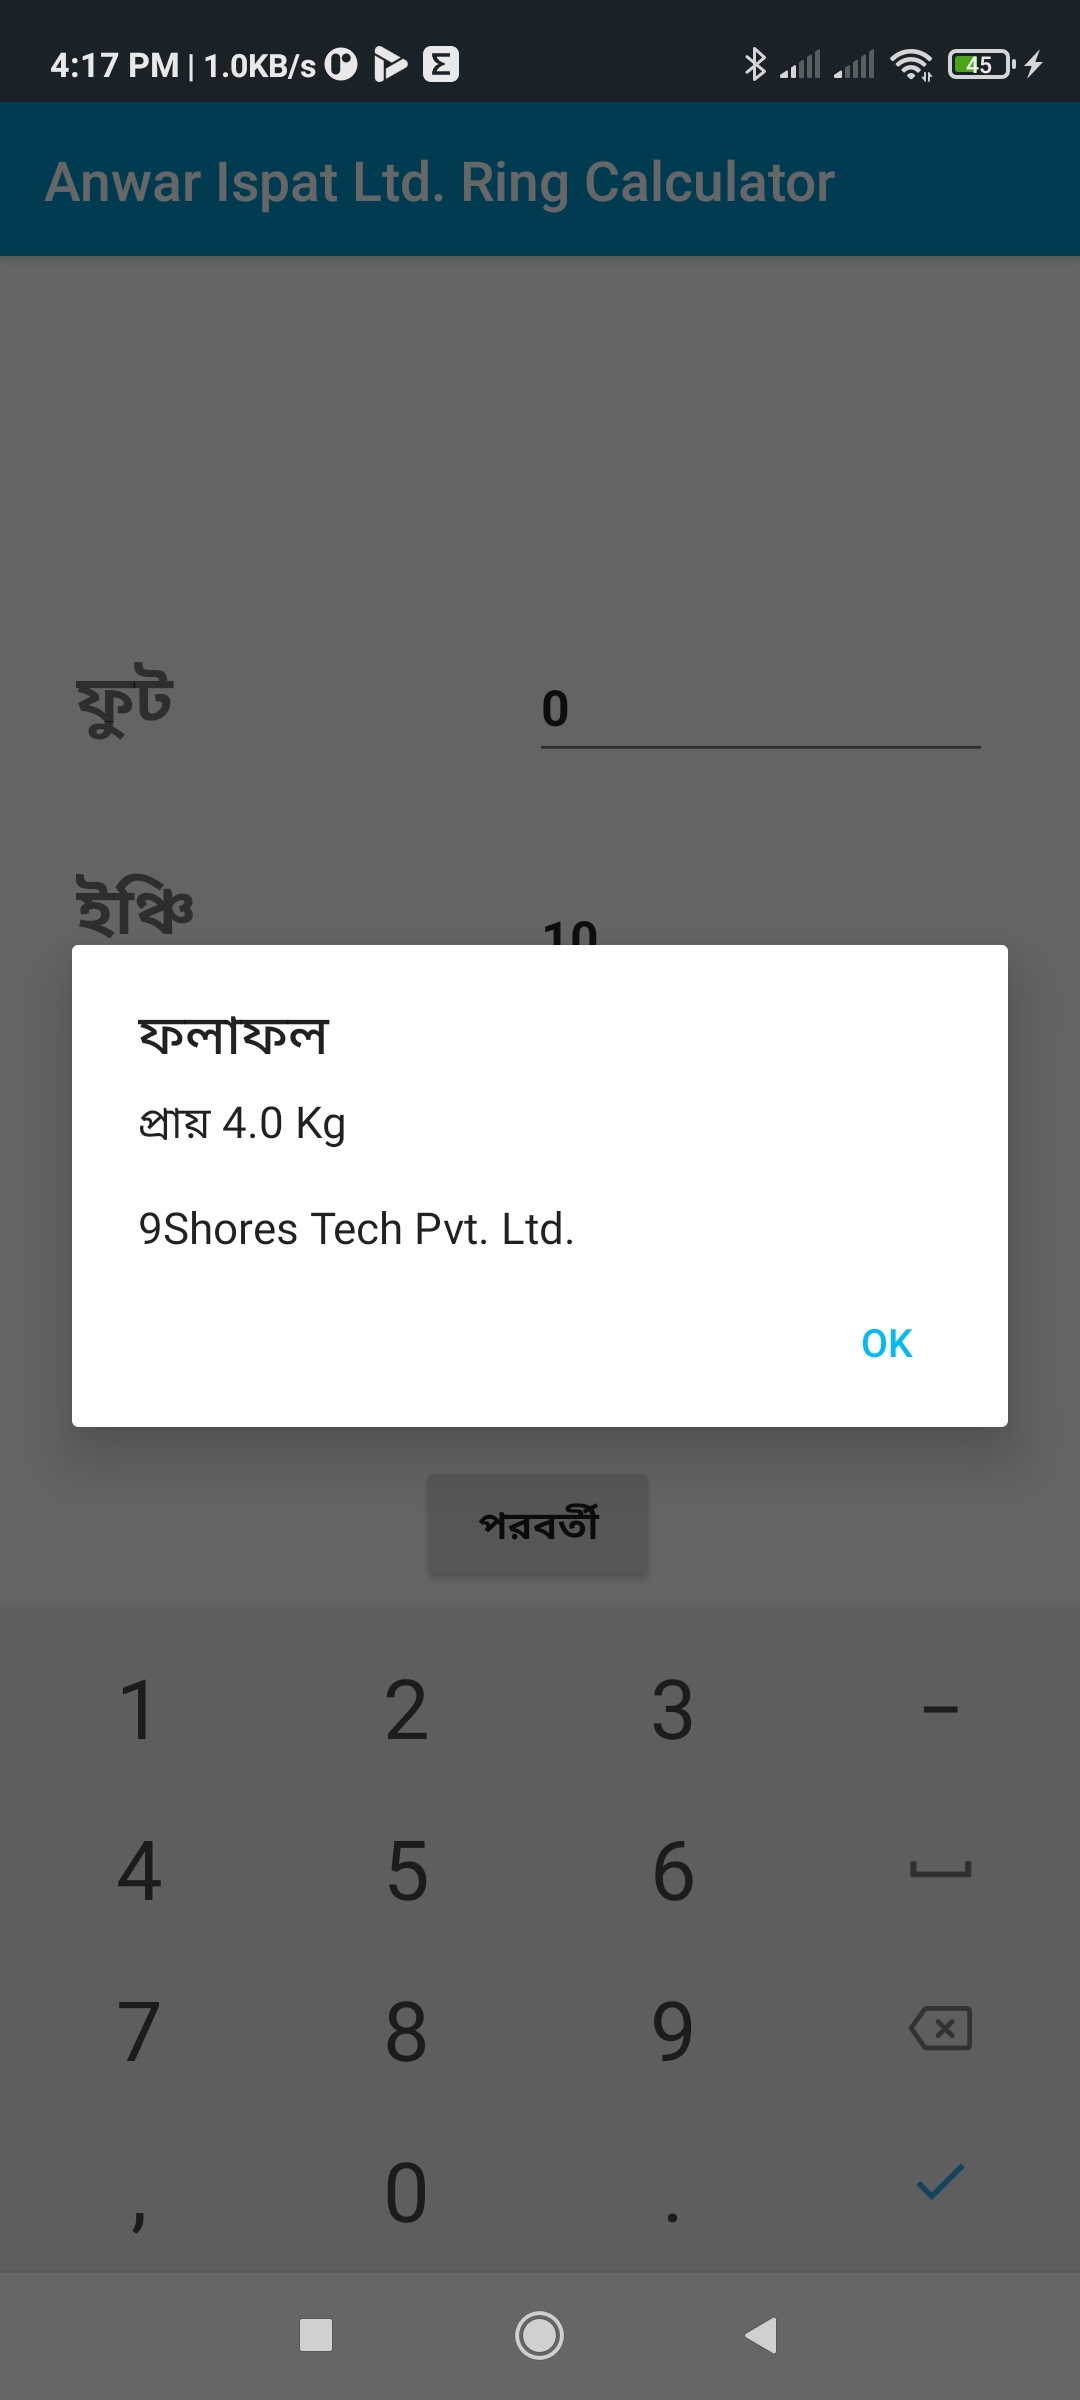 4:17 PM | 1.0KB/s 45
Anwar Ispat Ltd. Ring Calculator
ফুট
0
ইঞ্চি
10
ফলাফল
প্রায় 4.0 Kg
9Shores Tech Pvt. Ltd.
OK
পরবর্তী
1 2 3 –
4 5 6
7 8 9
, 0 .